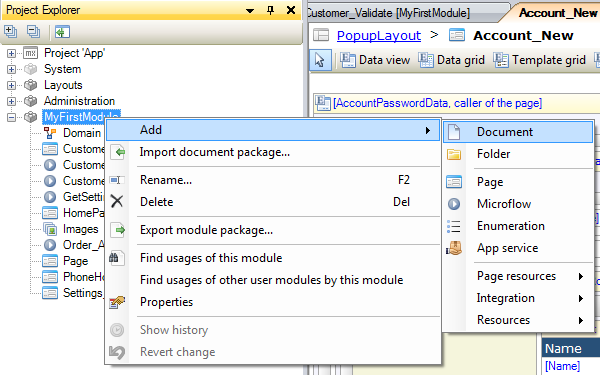 Project Explorer
Project 'App'
System
Layouts
Administration
MyFirstModule
Domain
Custome
Custome
Custome
GetSetti
HomePa
Images
Order_A
Page
PhoneHo
Settings_
Add
Import document package...
Rename... F2
Delete Del
Export module package...
Find usages of this module
Find usages of other user modules by this module
Properties
Show history
Revert change
Document
Folder
Page
Microflow
Enumeration
App service
Page resources
Integration
Resources
Customer_Validate [MyFirstModule]
Account_New
PopupLayout > Account_New
Data view Data grid Template grid
[AccountPasswordData, caller of the page]
Name
[Name]